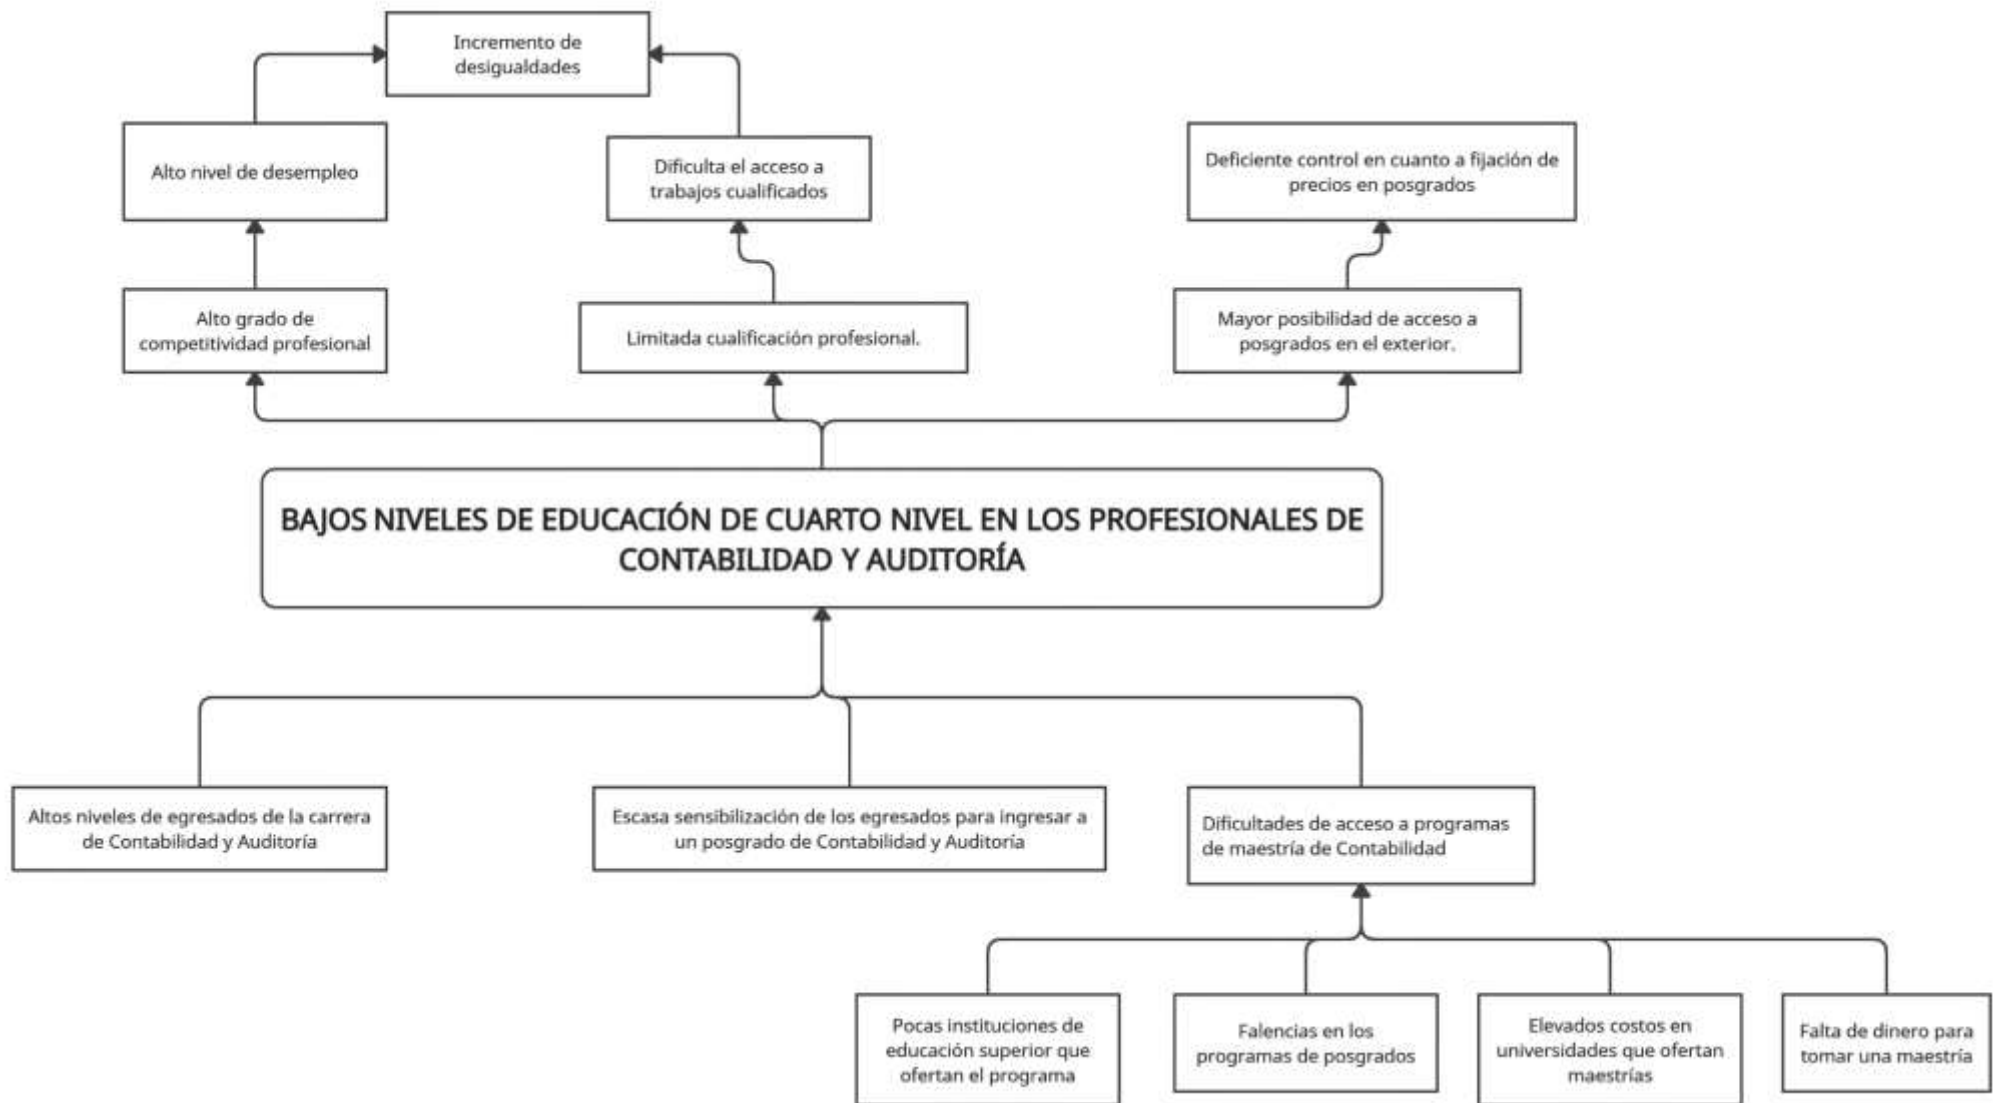 Incremento de
desigualdades
Alto nivel de desempleo
Dificulta el acceso a
trabajos cualificados
Deficiente control en cuanto a fijación de
precios en posgrados
Alto grado de
competitividad profesional
Limitada cualificación profesional.
Mayor posibilidad de acceso a
posgrados en el exterior.
BAJOS NIVELES DE EDUCACIÓN DE CUARTO NIVEL EN LOS PROFESIONALES DE
CONTABILIDAD Y AUDITORÍA
Altos niveles de egresados de la carrera
de Contabilidad y Auditoría
Escasa sensibilización de los egresados para ingresar a
un posgrado de Contabilidad y Auditoría
Dificultades de acceso a programas
de maestría de Contabilidad
Pocas instituciones de
educación superior que
ofertan el programa
Falencias en los
programas de posgrados
Elevados costos en
universidades que ofertan
maestrías
Falta de dinero para
tomar una maestría